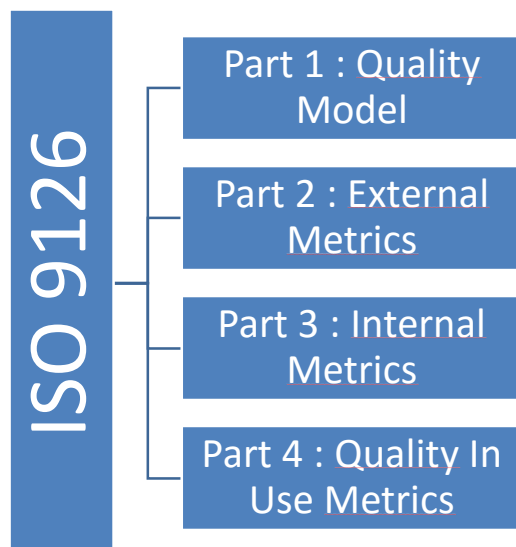 ISO 9126
Part 1 : Quality
Model
Part 2 : External
Metrics
Part 3 : Internal
Metrics
Part 4 : Quality In
Use Metrics